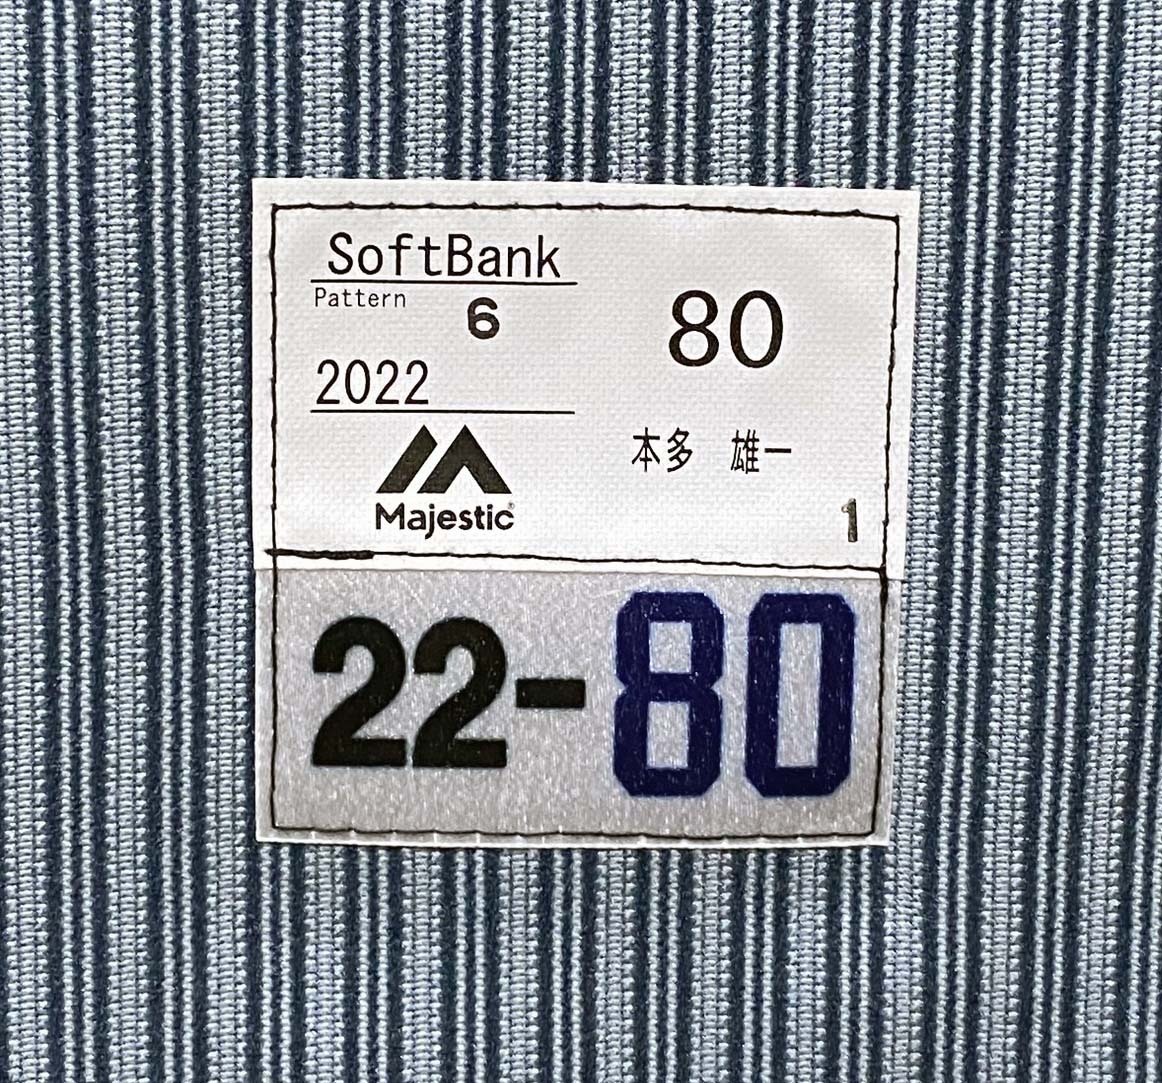 SoftBank
Pattern 6
80
2022
本多 雄一
Majestic
1
22-80